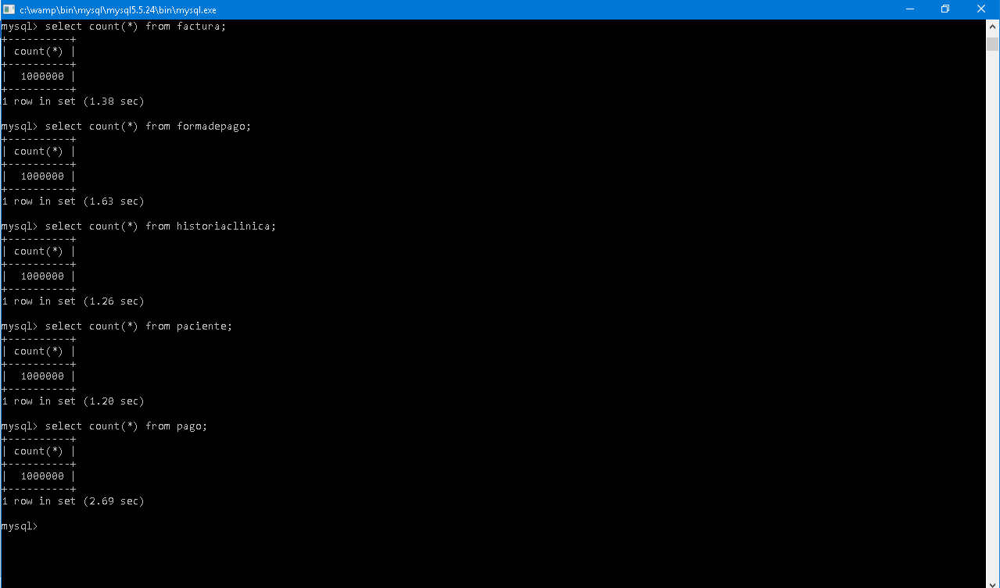 c:\wamp\bin\mysql\mysql5.5.24\bin\mysql.exe
mysql> select count(*) from factura;
+----------+
| count(*) |
+----------+
|  1000000 |
+----------+
1 row in set (1.38 sec)
mysql> select count(*) from formadepago;
+----------+
| count(*) |
+----------+
|  1000000 |
+----------+
1 row in set (1.63 sec)
mysql> select count(*) from historiaclinica;
+----------+
| count(*) |
+----------+
|  1000000 |
+----------+
1 row in set (1.26 sec)
mysql> select count(*) from paciente;
+----------+
| count(*) |
+----------+
|  1000000 |
+----------+
1 row in set (1.20 sec)
mysql> select count(*) from pago;
+----------+
| count(*) |
+----------+
|  1000000 |
+----------+
1 row in set (2.69 sec)
mysql>